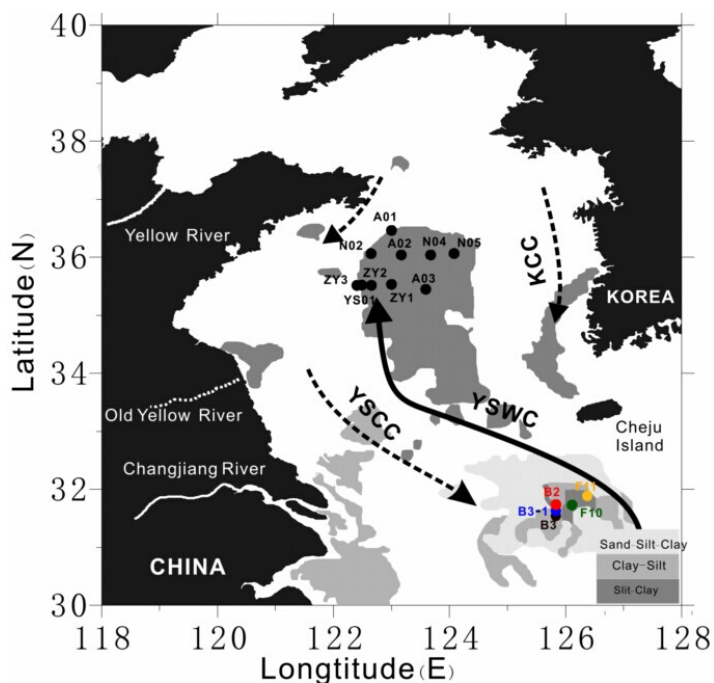 40
38
36
34
32
30
Latitude(N)
118
120
122
124
126
128
Longtitude(E)
A01
N02
A02
N04
N05
ZY3
ZY2
YS01
ZY1
A03
Yellow River
KCC
KOREA
YSCC
YSWC
Old Yellow River
Cheju
Island
Changjiang River
B2
F11
B3-1
F10
B3
CHINA
Sand-Silt-Clay
Clay-Silt
Slit-Clay